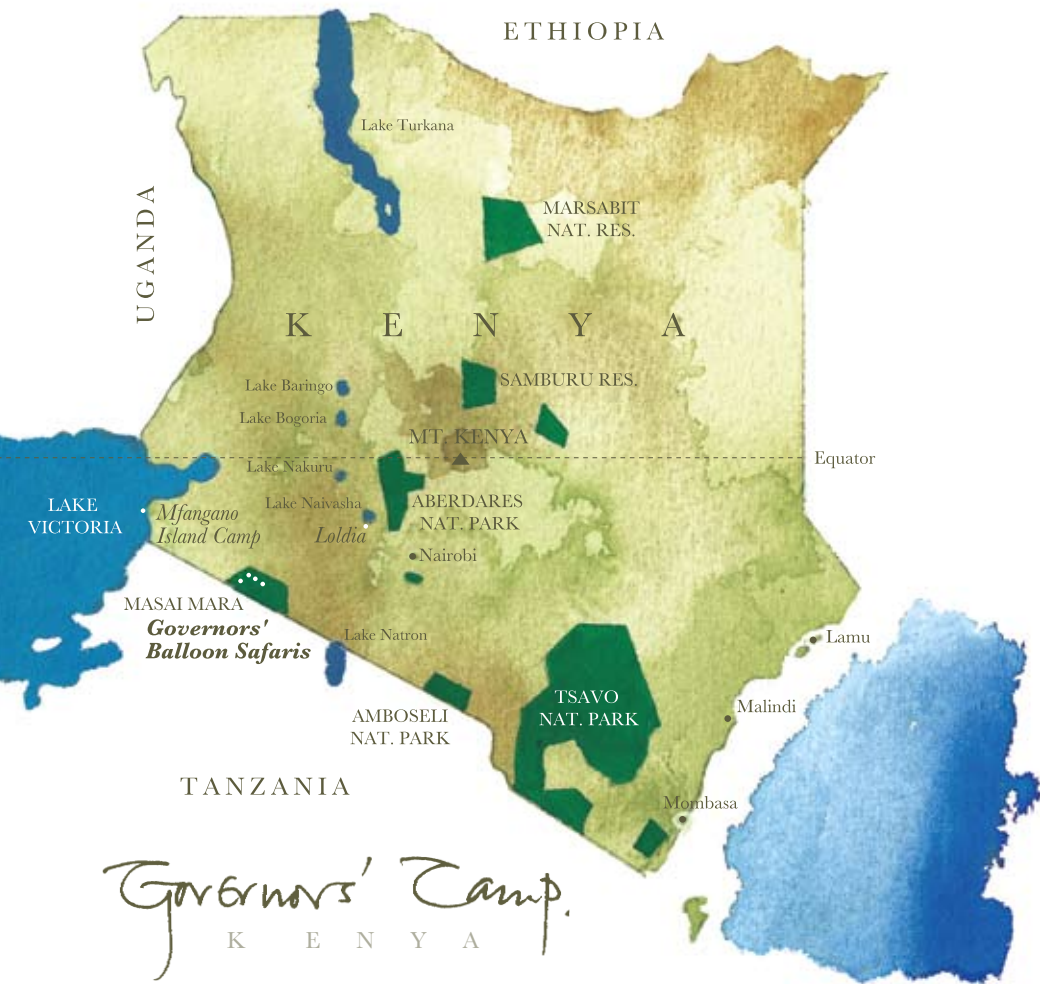 ETHIOPIA
Lake Turkana
UGANDA
MARSABIT
NAT. RES.
KENYA
Lake Baringo
SAMBURU RES.
Lake Bogoria
MT. KENYA
Equator
Lake Nakuru
LAKE
VICTORIA
Mfangano
Island Camp
Lake Naivasha
Loldia
ABERDARES
NAT. PARK
Nairobi
MASAI MARA
Governors'
Balloon Safaris
Lake Natron
Lamu
TSAVO
NAT. PARK
Malindi
AMBOSELI
NAT. PARK
TANZANIA
Mombasa
Governors' Camp.
KENYA